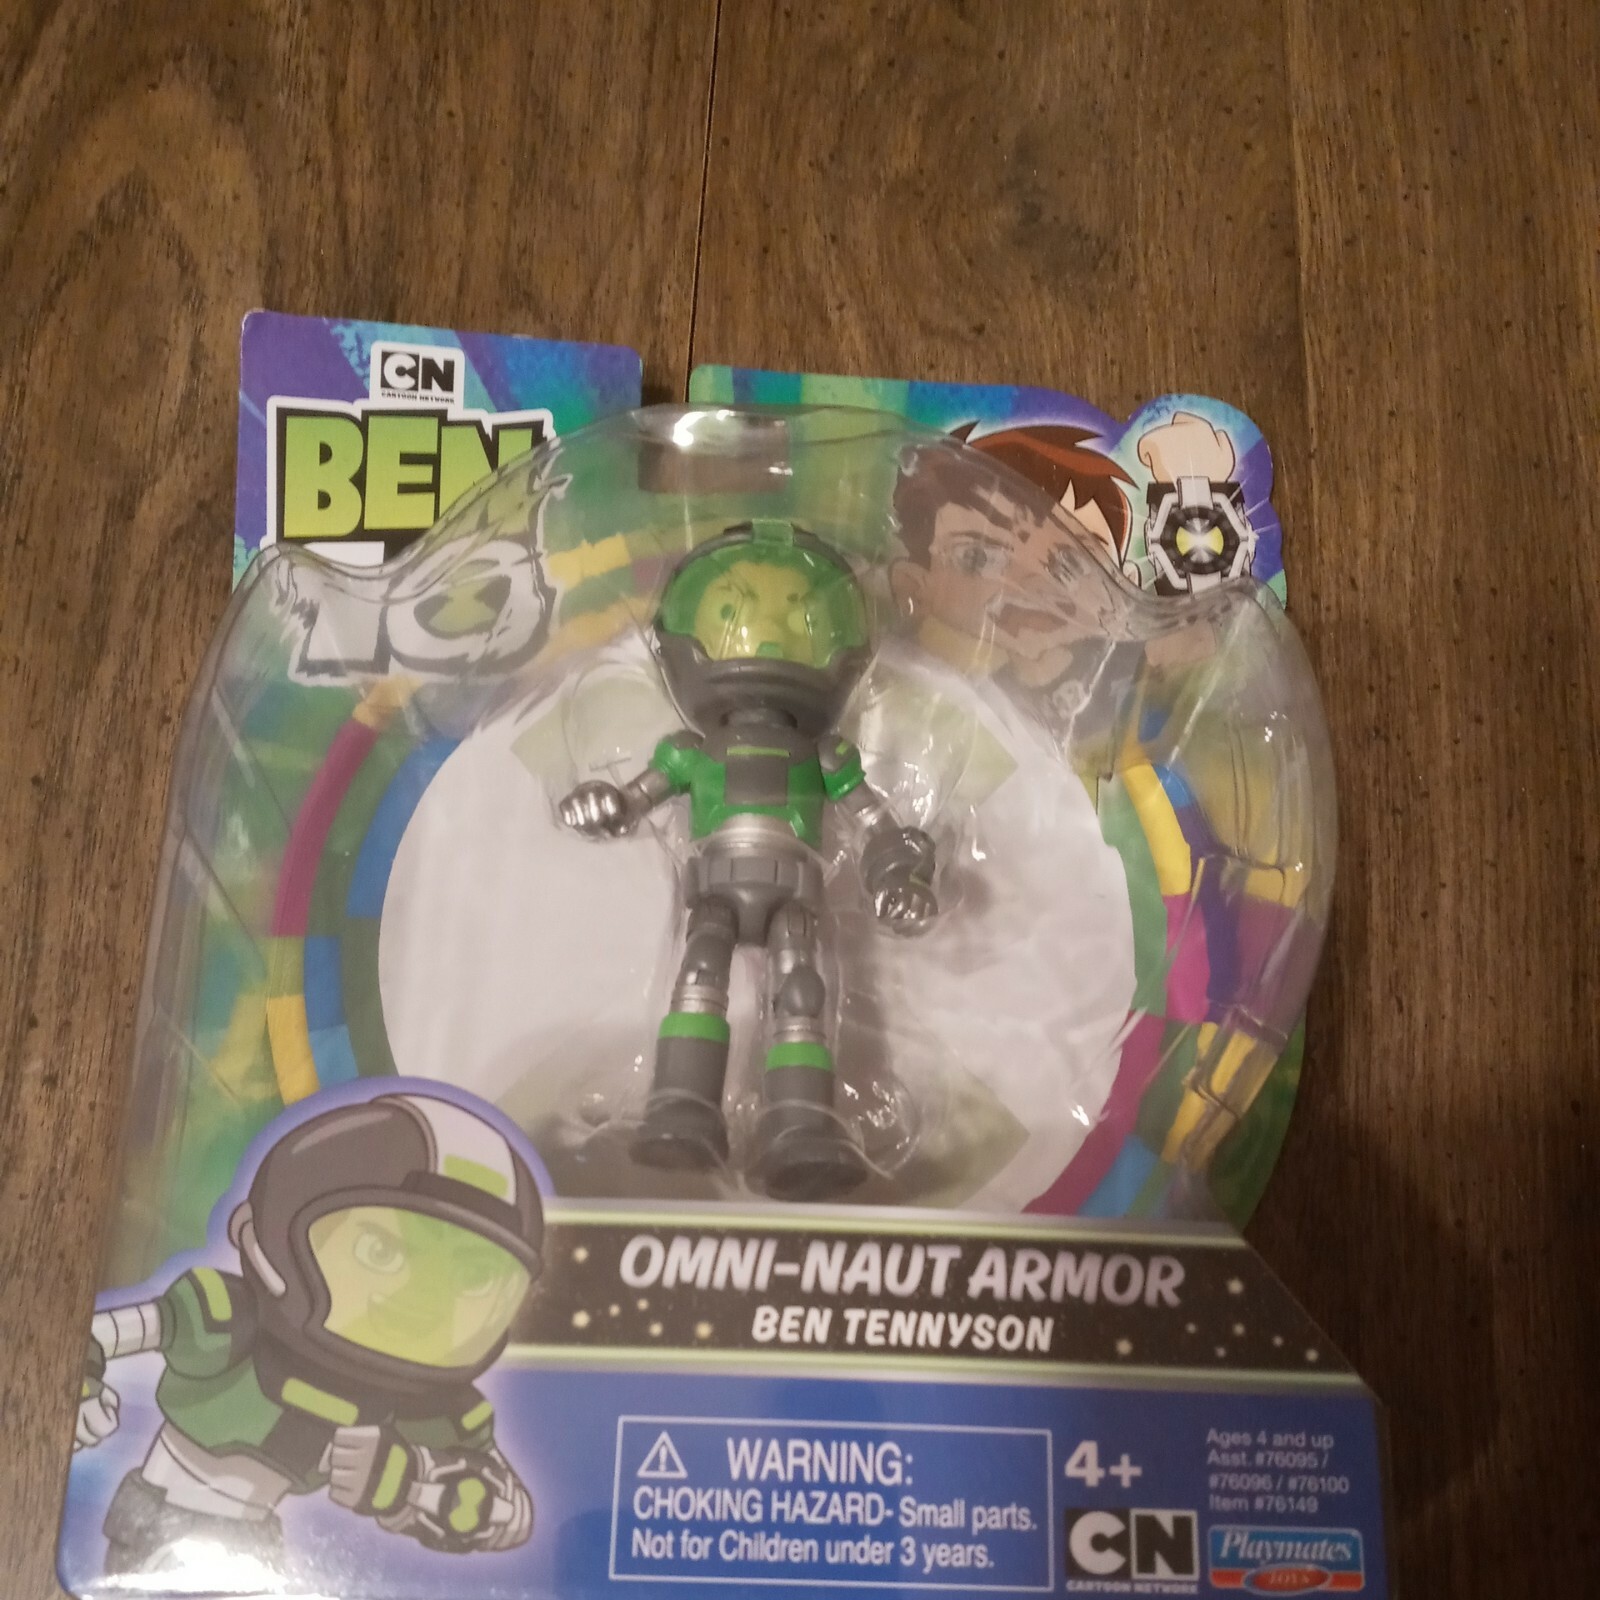 CN
CARTOON NETWORK
BEN
10
OMNI-NAUT ARMOR
BEN TENNYSON
WARNING:
CHOKING HAZARD- Small parts.
Not for Children under 3 years.
4+
CN
CARTOON NETWORK
Ages 4 and up
Asst. #76095 /
#76096 / #76100
Item #76149
Playmates
TOYS